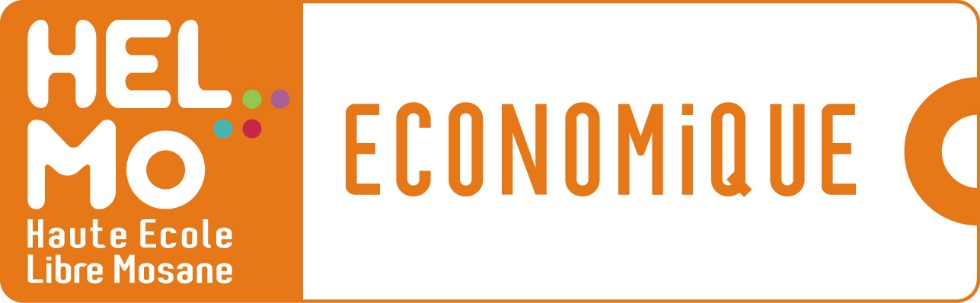 HEL
MO
Haute Ecole
Libre Mosane
ECONOMiQUE